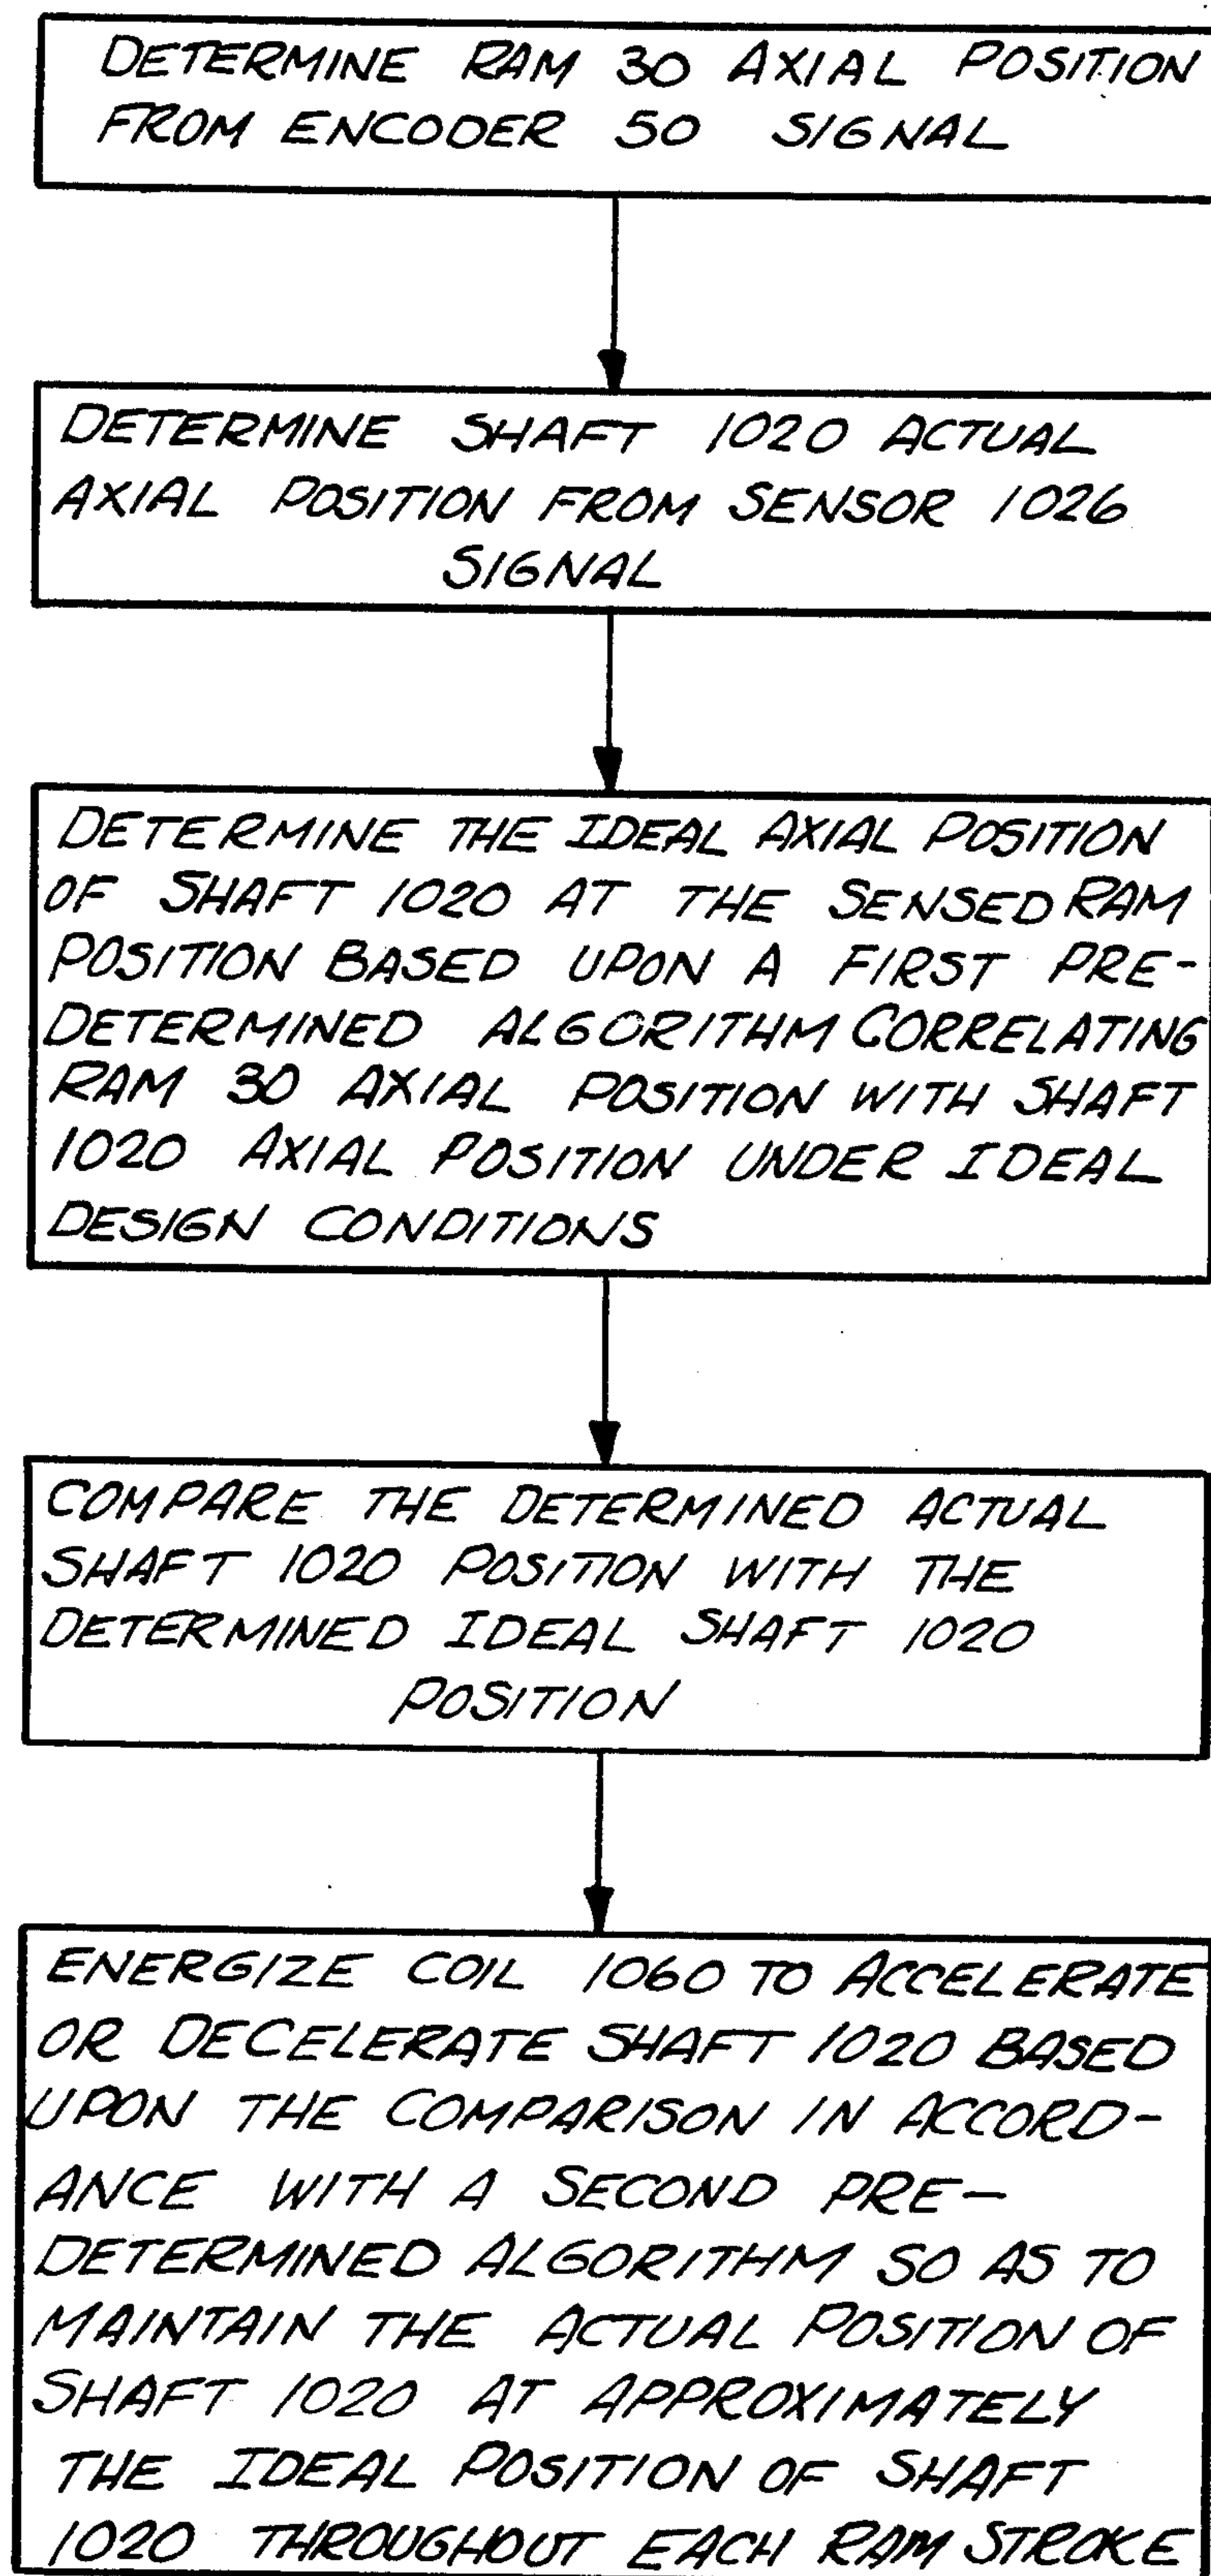 DETERMINE RAM 30 AXIAL POSITION
FROM ENCODER 50 SIGNAL
DETERMINE SHAFT 1020 ACTUAL
AXIAL POSITION FROM SENSOR 1026
SIGNAL
DETERMINE THE IDEAL AXIAL POSITION
OF SHAFT 1020 AT THE SENSED RAM
POSITION BASED UPON A FIRST PRE-
DETERMINED ALGORITHM CORRELATING
RAM 30 AXIAL POSITION WITH SHAFT
1020 AXIAL POSITION UNDER IDEAL
DESIGN CONDITIONS
COMPARE THE DETERMINED ACTUAL
SHAFT 1020 POSITION WITH THE
DETERMINED IDEAL SHAFT 1020
POSITION
ENERGIZE COIL 1060 TO ACCELERATE
OR DECELERATE SHAFT 1020 BASED
UPON THE COMPARISON IN ACCORD-
ANCE WITH A SECOND PRE-
DETERMINED ALGORITHM SO AS TO
MAINTAIN THE ACTUAL POSITION OF
SHAFT 1020 AT APPROXIMATELY
THE IDEAL POSITION OF SHAFT
1020 THROUGHOUT EACH RAM STROKE